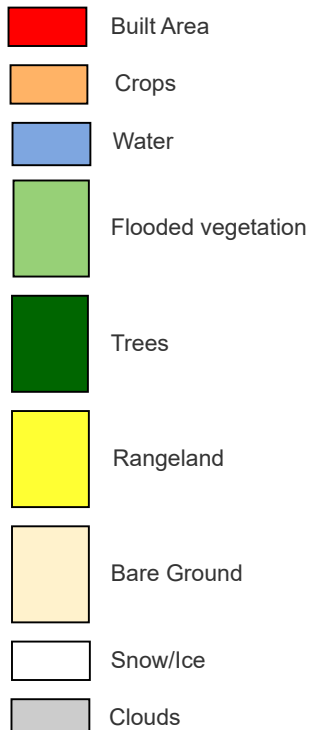 Built Area
Crops
Water
Flooded vegetation
Trees
Rangeland
Bare Ground
Snow/Ice
Clouds